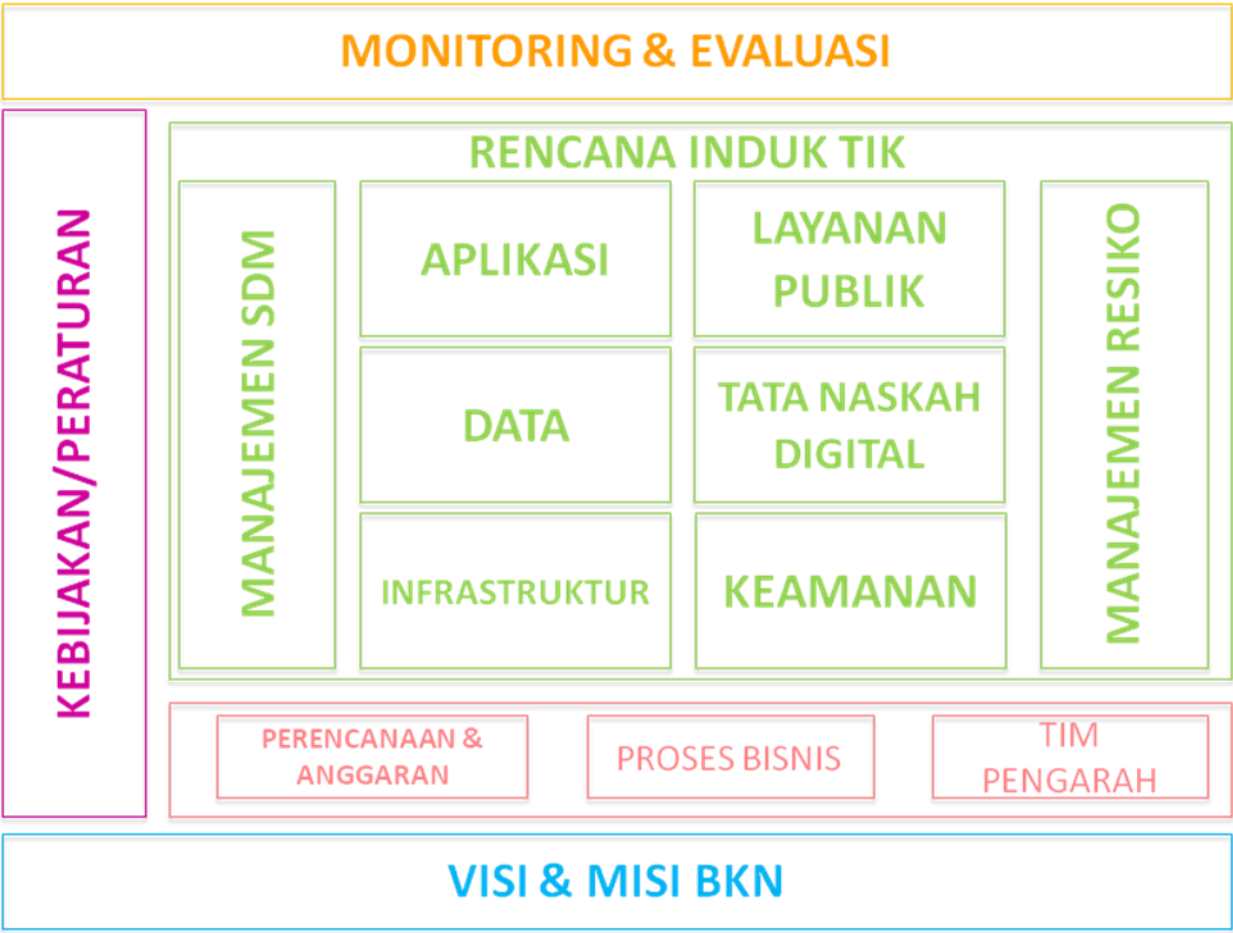 MONITORING & EVALUASI
KEBIJAKAN/PERATURAN
RENCANA INDUK TIK
MANAJEMEN SDM
APLIKASI
LAYANAN
PUBLIK
DATA
TATA NASKAH
DIGITAL
INFRASTRUKTUR
KEAMANAN
MANAJEMEN RESIKO
PERENCANAAN &
ANGGARAN
PROSES BISNIS
TIM
PENGARAH
VISI & MISI BKN